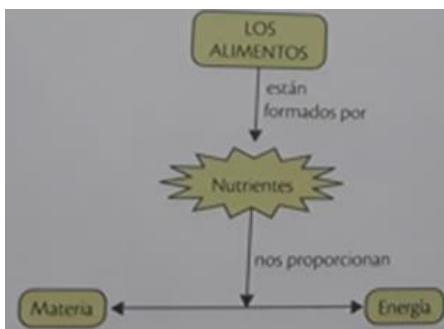 LOS
ALIMENTOS
están
formados por
Nutrientes
nos proporcionan
Materia
Energía